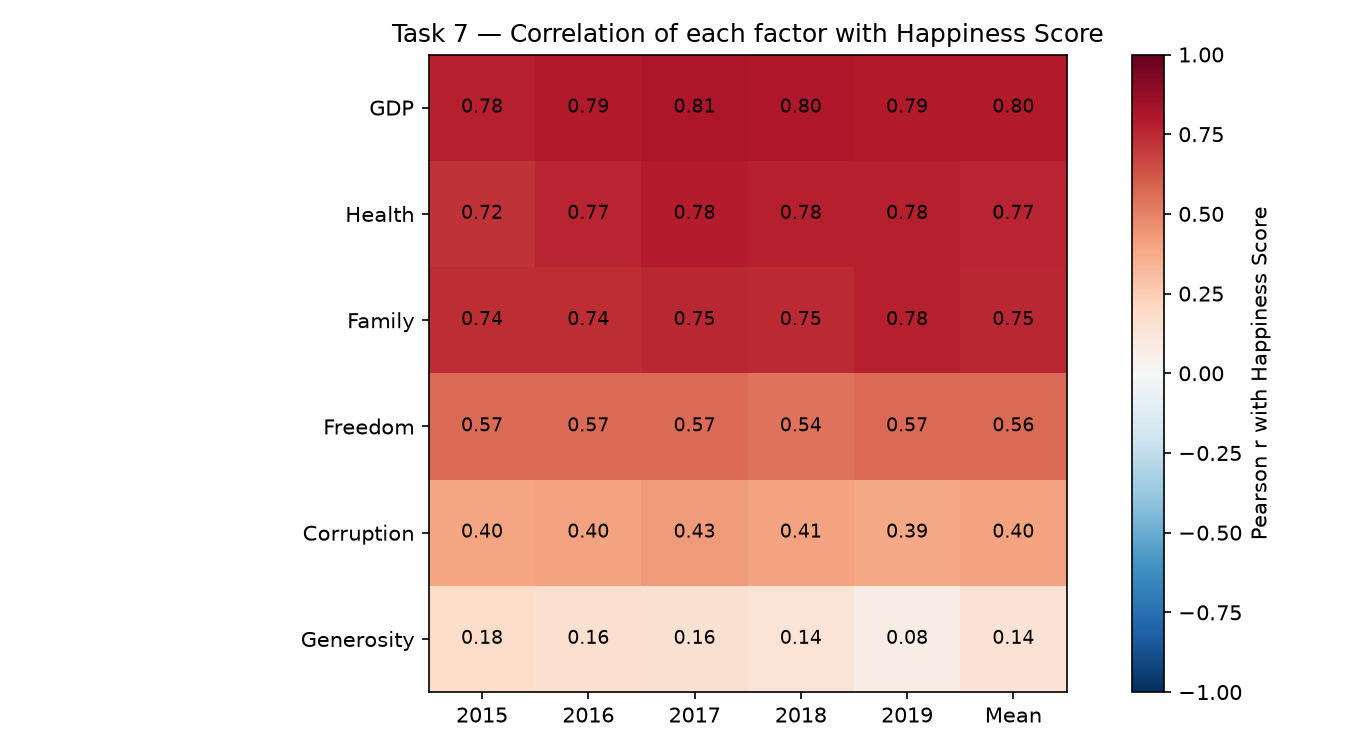 Task 7 — Correlation of each factor with Happiness Score
GDP 0.78 0.79 0.81 0.80 0.79 0.80
Health 0.72 0.77 0.78 0.78 0.78 0.77
Family 0.74 0.74 0.75 0.75 0.78 0.75
Freedom 0.57 0.57 0.57 0.54 0.57 0.56
Corruption 0.40 0.40 0.43 0.41 0.39 0.40
Generosity 0.18 0.16 0.16 0.14 0.08 0.14
2015 2016 2017 2018 2019 Mean
1.00
0.75
0.50
0.25
0.00
−0.25
−0.50
−0.75
−1.00
Pearson r with Happiness Score